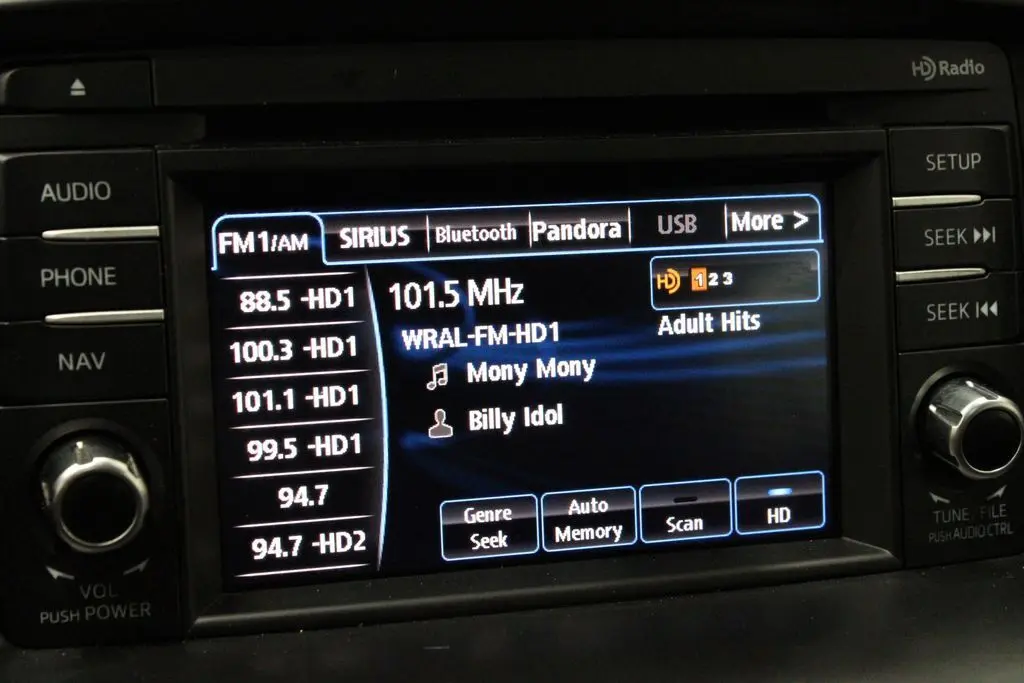 HD Radio
AUDIO
PHONE
NAV
VOL
PUSH POWER
FM1/AM
SIRIUS
Bluetooth
Pandora
USB
More >
88.5 -HD1
100.3 -HD1
101.1 -HD1
99.5 -HD1
94.7
94.7 -HD2
101.5 MHz
HD 1 2 3
WRAL-FM-HD1
Adult Hits
Mony Mony
Billy Idol
Genre
Seek
Auto
Memory
Scan
HD
SETUP
SEEK
SEEK
TUNE FILE
PUSH AUDIO CTRL